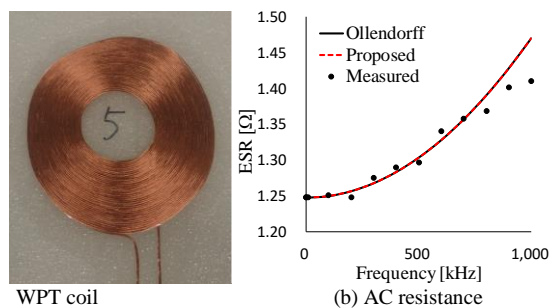 5
WPT coil
1.50
1.45
1.40
1.35
1.30
1.25
1.20
ESR [Ω]
Ollendorff
Proposed
Measured
0
500
1,000
Frequency [kHz]
(b) AC resistance